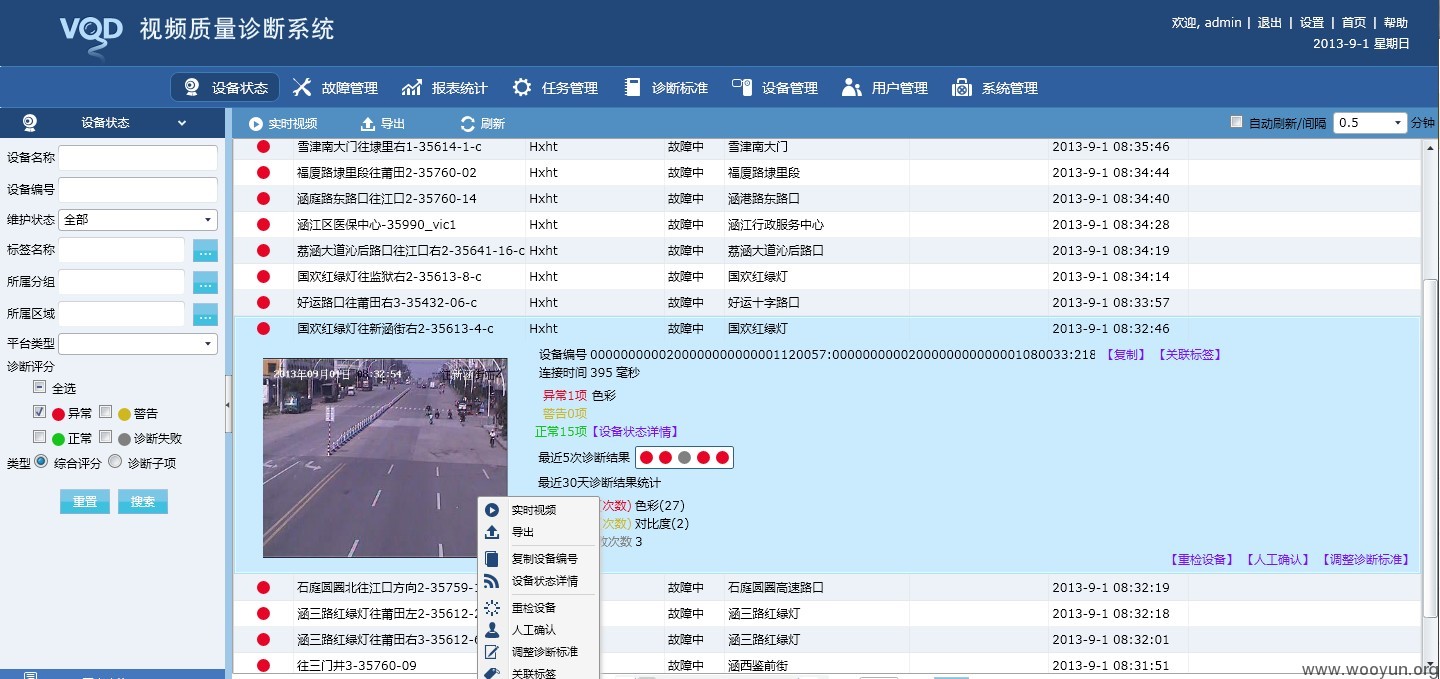 VQD 视频质量诊断系统
欢迎, admin | 退出 | 设置 | 首页 | 帮助
2013-9-1 星期日
设备状态 故障管理 报表统计 任务管理 诊断标准 设备管理 用户管理 系统管理
设备状态
实时视频 导出 刷新 自动刷新/间隔 0.5 分钟
设备名称
设备编号
维护状态 全部
标签名称 ...
所属分组 ...
所属区域 ...
平台类型
诊断评分
全选
异常 警告
正常 诊断失败
类型 综合评分 诊断子项
重置 搜索
雪津南大门往埭里右1-35614-1-c Hxht 故障中 雪津南大门 2013-9-1 08:35:46
福厦路埭里段往莆田2-35760-02 Hxht 故障中 福厦路埭里段 2013-9-1 08:34:44
涵庭路东路口往江口2-35760-14 Hxht 故障中 涵港路东路口 2013-9-1 08:34:40
涵江区医保中心-35990_vic1 Hxht 故障中 涵江行政服务中心 2013-9-1 08:34:28
荔涵大道沁后路口往江口右2-35641-16-c Hxht 故障中 荔涵大道沁后路口 2013-9-1 08:34:19
国欢红绿灯往监狱右2-35613-8-c Hxht 故障中 国欢红绿灯 2013-9-1 08:34:14
好运路口往莆田右3-35432-06-c Hxht 故障中 好运十字路口 2013-9-1 08:33:57
国欢红绿灯往新涵街右2-35613-4-c Hxht 故障中 国欢红绿灯 2013-9-1 08:32:46
2013年09月01日 08:32:54
设备编号 0000000000200000000000001120057:0000000000200000000000001080033:218 【复制】 【关联标签】
连接时间 395 毫秒
异常1项 色彩
警告0项
正常15项【设备状态详情】
最近5次诊断结果
最近30天诊断结果统计
次数) 色彩(27)
次数) 对比度(2)
次数 3
【重检设备】 【人工确认】 【调整诊断标准】
实时视频
导出
复制设备编号
设备状态详情
重检设备
人工确认
调整诊断标准
关联标签
石庭圆圈北往江口方向2-35759- 故障中 石庭圆圈高速路口 2013-9-1 08:32:19
涵三路红绿灯往莆田左2-35612- 故障中 涵三路红绿灯 2013-9-1 08:32:18
涵三路红绿灯往莆田右3-35612- 故障中 涵三路红绿灯 2013-9-1 08:32:01
往三门井3-35760-09 故障中 涵西鉴前街 2013-9-1 08:31:51
www.wooyun.org